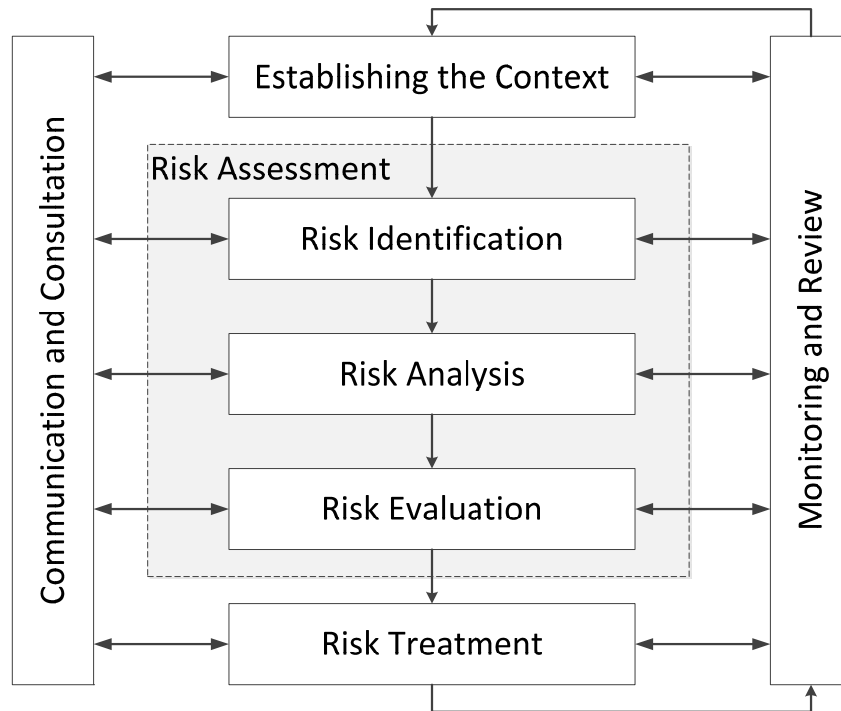 Establishing the Context
Risk Assessment
Risk Identification
Risk Analysis
Risk Evaluation
Risk Treatment
Communication and Consultation
Monitoring and Review